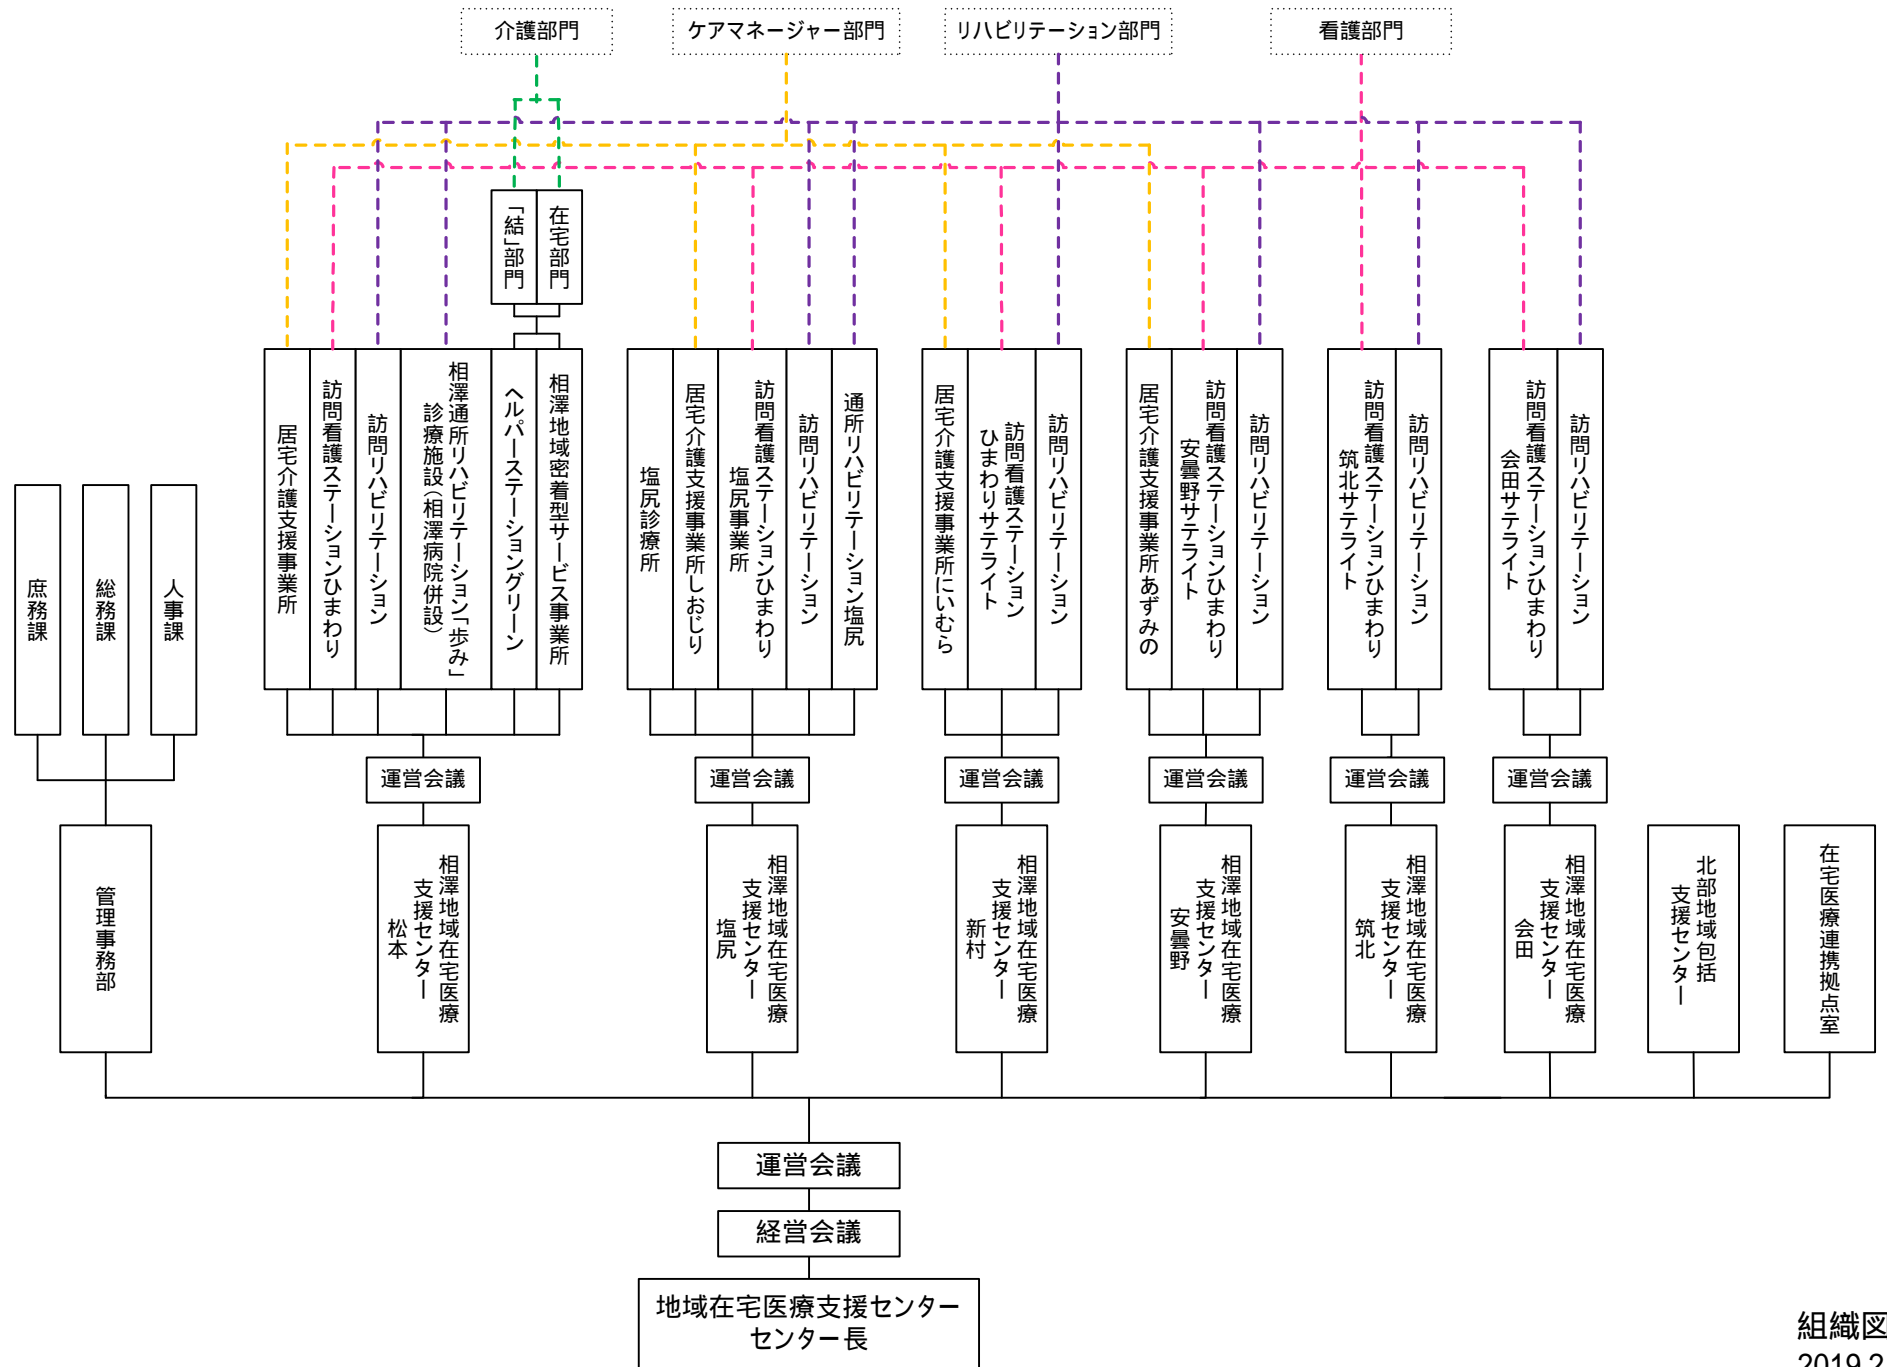 介護部門
ケアマネージャー部門
リハビリテーション部門
看護部門
「結」部門
在宅部門
居宅介護支援事業所
訪問看護ステーションひまわり
訪問リハビリテーション
相澤通所リハビリテーション「歩み」
診療施設（相澤病院併設）
ヘルパーステーショングリーン
相澤地域密着型サービス事業所
塩尻診療所
居宅介護支援事業所しおじり
訪問看護ステーションひまわり
塩尻事業所
訪問リハビリテーション
通所リハビリテーション塩尻
居宅介護支援事業所にいむら
訪問看護ステーション
ひまわりサテライト
訪問リハビリテーション
居宅介護支援事業所あずみの
訪問看護ステーションひまわり
安曇野サテライト
訪問リハビリテーション
訪問看護ステーションひまわり
筑北サテライト
訪問リハビリテーション
訪問看護ステーションひまわり
会田サテライト
訪問リハビリテーション
庶務課
総務課
人事課
運営会議
運営会議
運営会議
運営会議
運営会議
運営会議
管理事務部
相澤地域在宅医療
支援センター
松本
相澤地域在宅医療
支援センター
塩尻
相澤地域在宅医療
支援センター
新村
相澤地域在宅医療
支援センター
安曇野
相澤地域在宅医療
支援センター
筑北
相澤地域在宅医療
支援センター
会田
北部地域包括
支援センター
在宅医療連携拠点室
運営会議
経営会議
地域在宅医療支援センター
センター長
組織図
2019.2